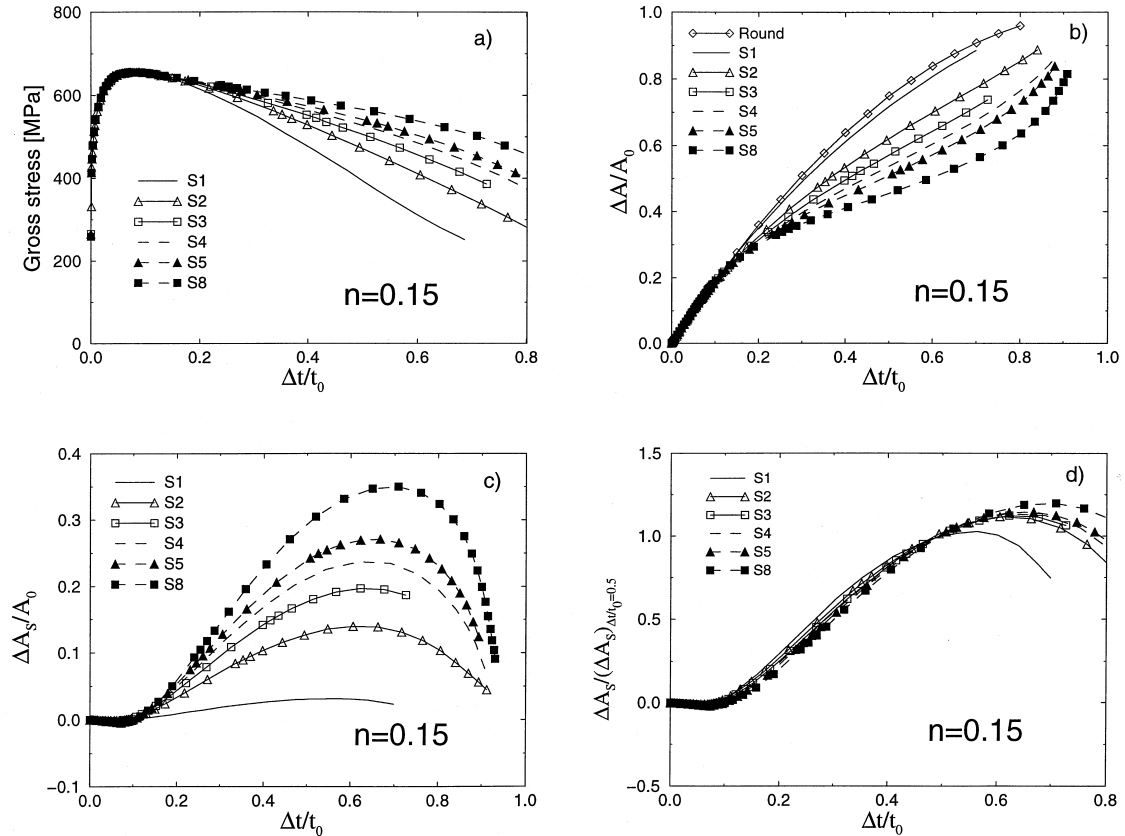 a)
Gross stress [MPa]
800
600
400
200
0
S1
S2
S3
S4
S5
S8
n=0.15
0.0 0.2 0.4 0.6 0.8
Δt/t0
b)
ΔA/A0
1.0
0.8
0.6
0.4
0.2
0.0
Round
S1
S2
S3
S4
S5
S8
n=0.15
0.0 0.2 0.4 0.6 0.8 1.0
Δt/t0
c)
ΔAS/A0
0.4
0.3
0.2
0.1
0.0
−0.1
S1
S2
S3
S4
S5
S8
n=0.15
0.0 0.2 0.4 0.6 0.8 1.0
Δt/t0
d)
ΔAS/(ΔAS)Δt/t0=0.5
1.5
1.0
0.5
0.0
−0.5
S1
S2
S3
S4
S5
S8
n=0.15
0.0 0.2 0.4 0.6 0.8
Δt/t0